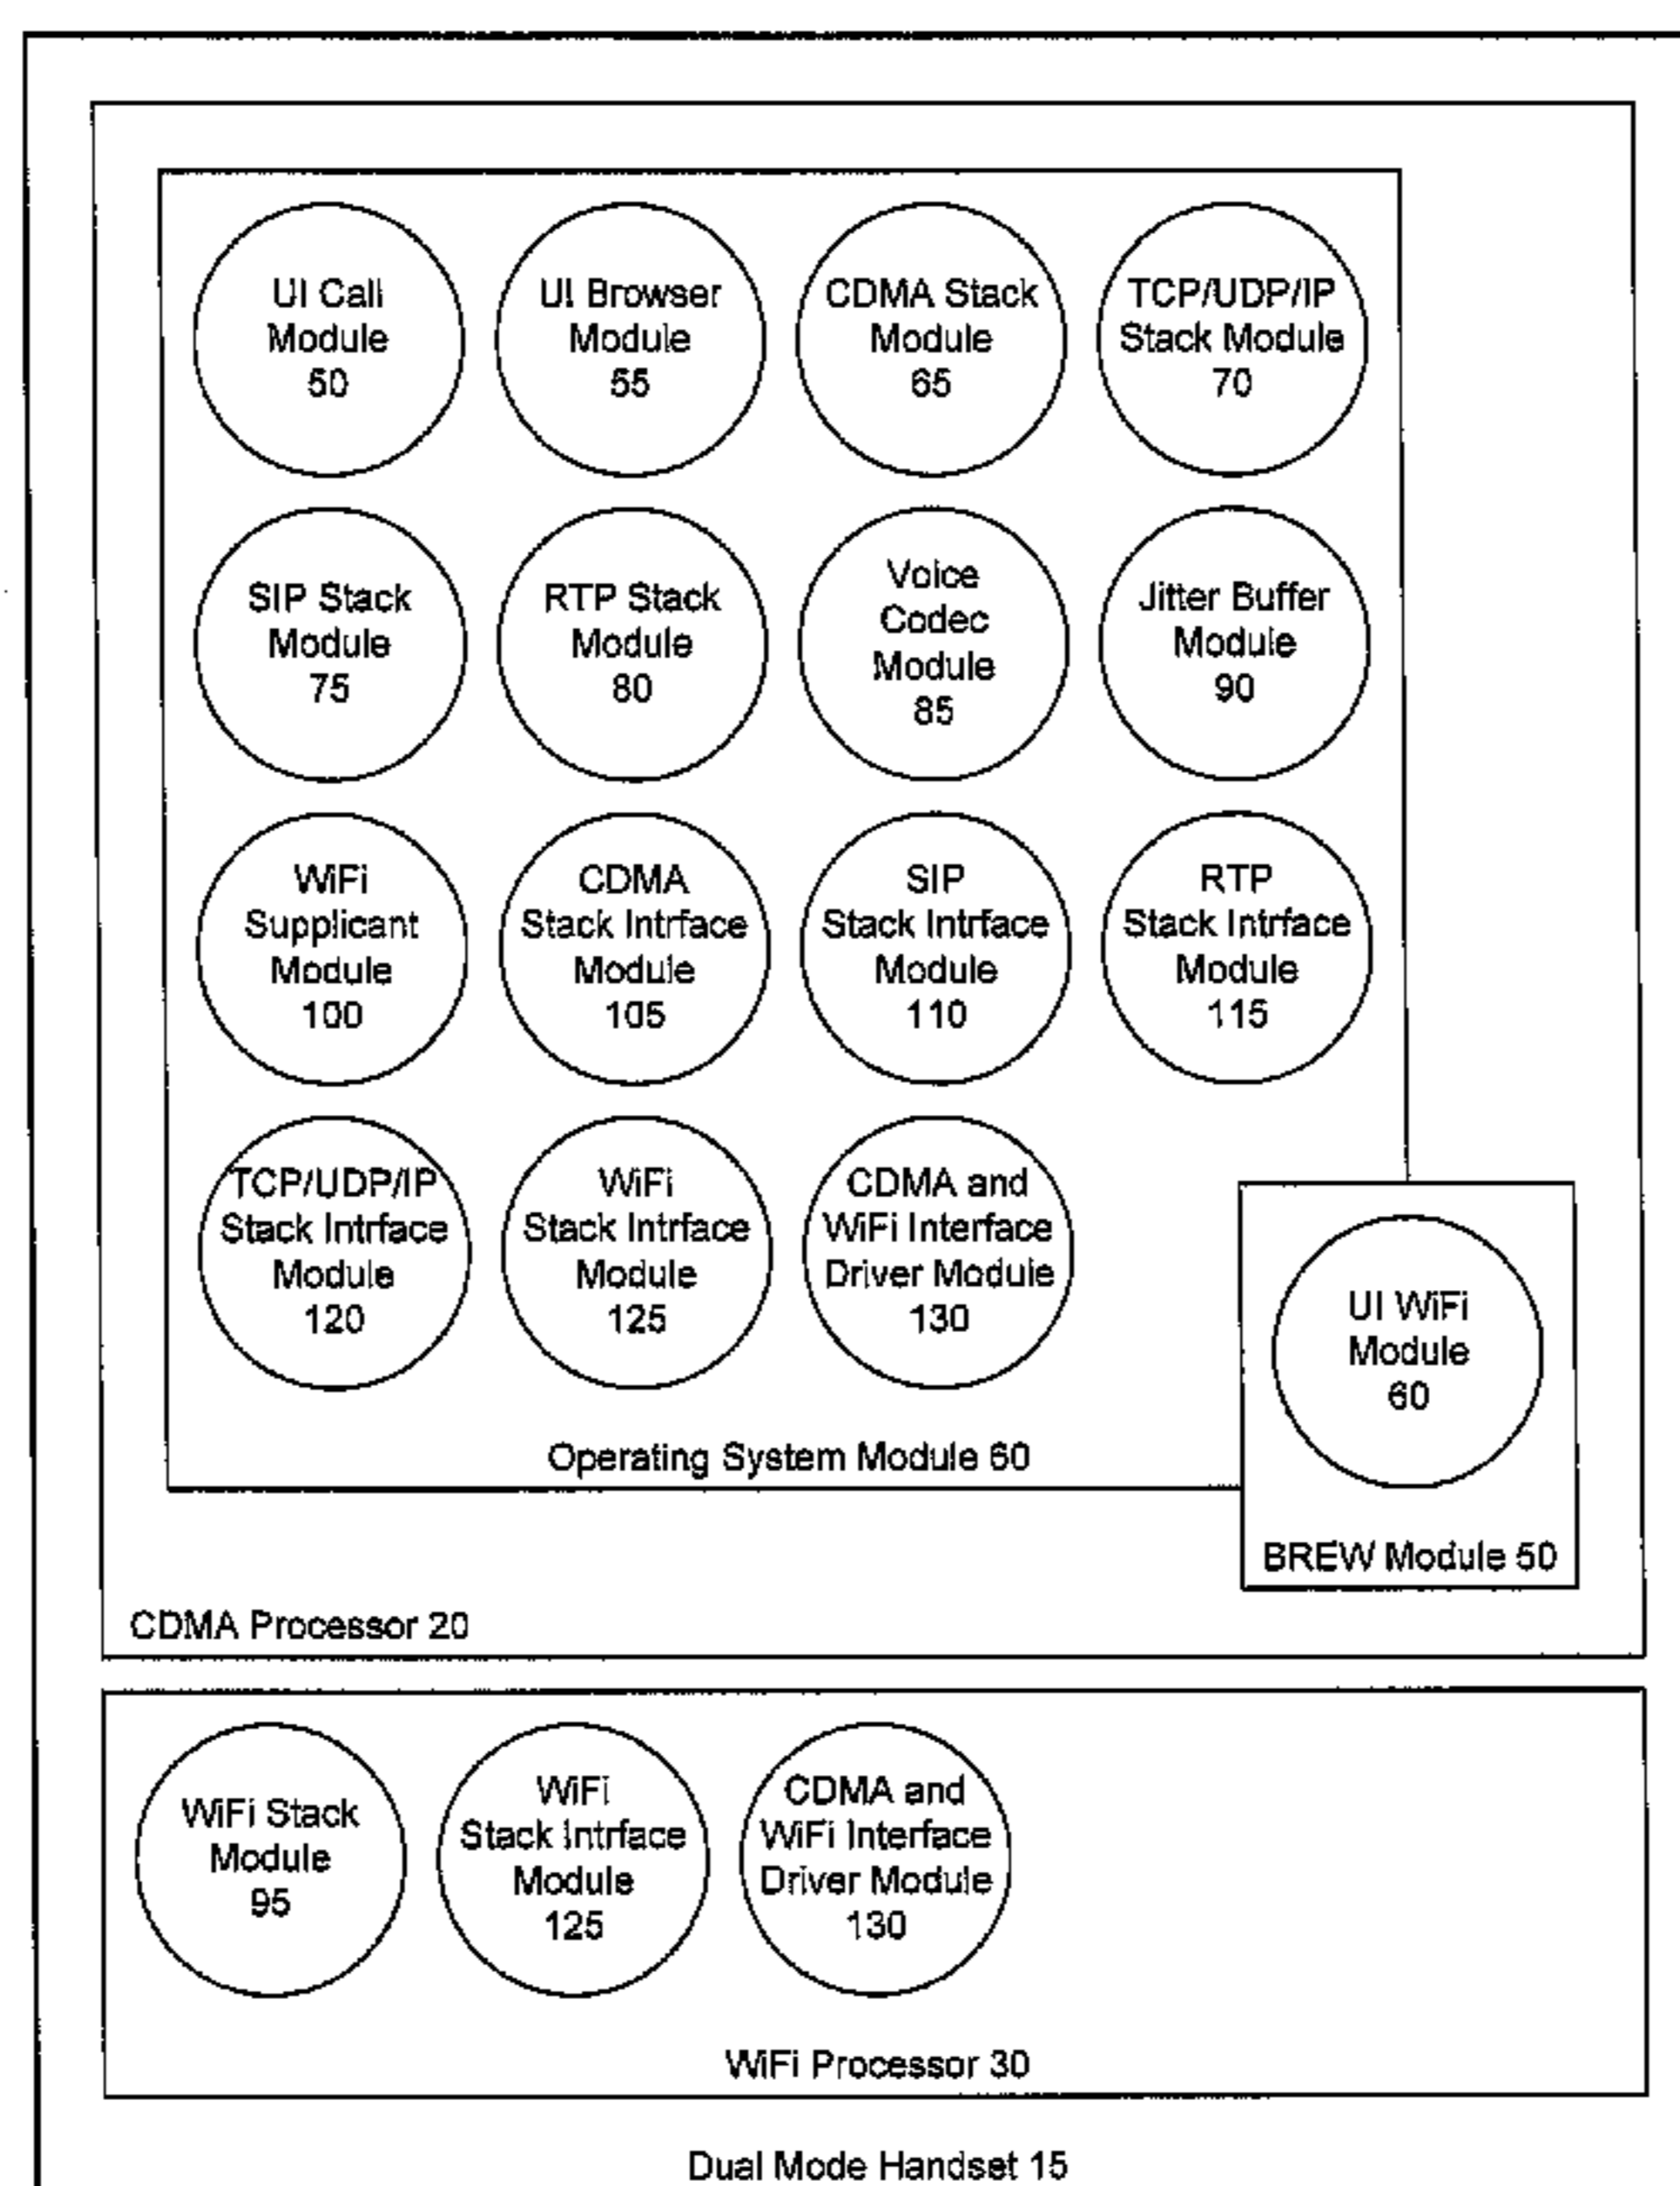 UI Call
Module
50
UI Browser
Module
55
CDMA Stack
Module
65
TCP/UDP/IP
Stack Module
70
SIP Stack
Module
75
RTP Stack
Module
80
Voice
Codec
Module
85
Jitter Buffer
Module
90
WiFi
Supplicant
Module
100
CDMA
Stack Intrface
Module
105
SIP
Stack Intrface
Module
110
RTP
Stack Intrface
Module
115
TCP/UDP/IP
Stack Intrface
Module
120
WiFi
Stack Intrface
Module
125
CDMA and
WiFi Interface
Driver Module
130
UI WiFi
Module
60
Operating System Module 60
BREW Module 50
CDMA Processor 20
WiFi Stack
Module
95
WiFi
Stack Intrface
Module
125
CDMA and
WiFi Interface
Driver Module
130
WiFi Processor 30
Dual Mode Handset 15